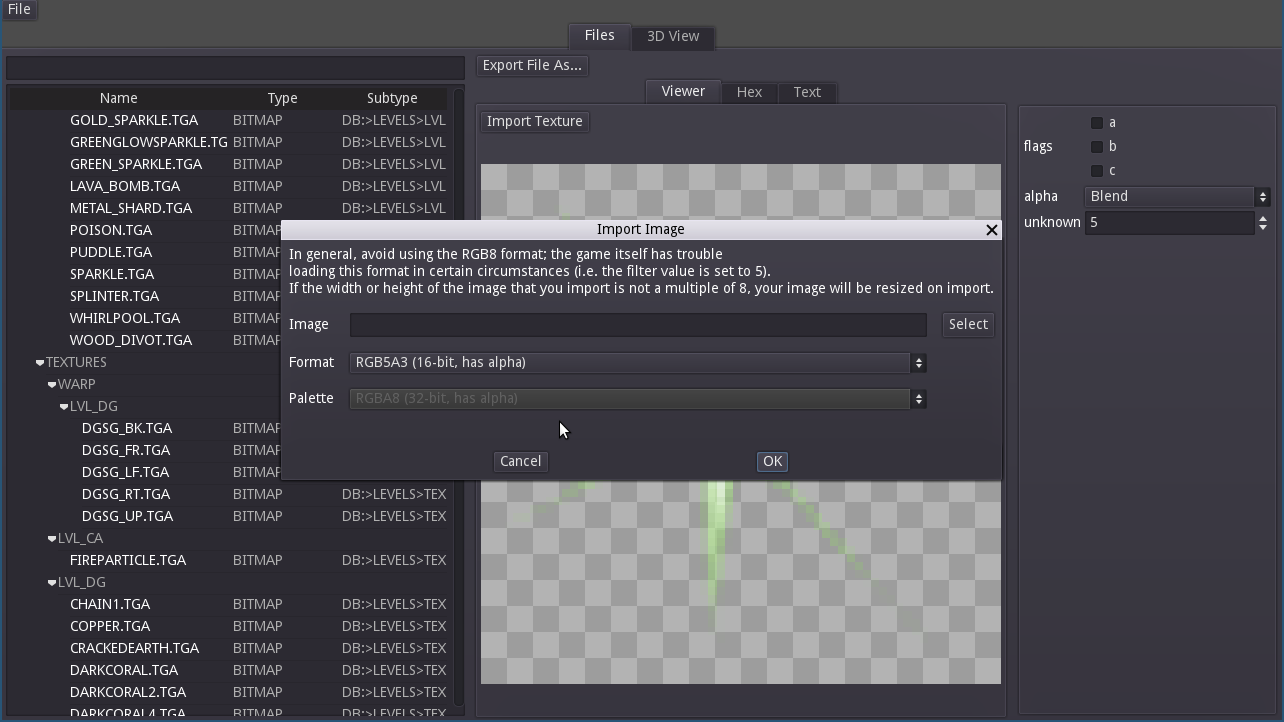 File
Files 3D View
Export File As...
Name Type Subtype
Viewer Hex Text
GOLD_SPARKLE.TGA BITMAP DB:>LEVELS>LVL
GREENGLOWSPARKLE.TG BITMAP DB:>LEVELS>LVL
GREEN_SPARKLE.TGA BITMAP DB:>LEVELS>LVL
LAVA_BOMB.TGA BITMAP DB:>LEVELS>LVL
METAL_SHARD.TGA BITMAP DB:>LEVELS>LVL
POISON.TGA BITMAP
PUDDLE.TGA BITMAP
SPARKLE.TGA BITMAP
SPLINTER.TGA BITMAP
WHIRLPOOL.TGA BITMAP
WOOD_DIVOT.TGA BITMAP
TEXTURES
WARP
LVL_DG
DGSG_BK.TGA BITMAP
DGSG_FR.TGA BITMAP
DGSG_LF.TGA BITMAP
DGSG_RT.TGA BITMAP DB:>LEVELS>TEX
DGSG_UP.TGA BITMAP DB:>LEVELS>TEX
LVL_CA
FIREPARTICLE.TGA BITMAP DB:>LEVELS>TEX
LVL_DG
CHAIN1.TGA BITMAP DB:>LEVELS>TEX
COPPER.TGA BITMAP DB:>LEVELS>TEX
CRACKEDEARTH.TGA BITMAP DB:>LEVELS>TEX
DARKCORAL.TGA BITMAP DB:>LEVELS>TEX
DARKCORAL2.TGA BITMAP DB:>LEVELS>TEX
DARKCORAL4.TGA BITMAP DB:>LEVELS>TEX
Import Texture
Import Image
In general, avoid using the RGB8 format; the game itself has trouble
loading this format in certain circumstances (i.e. the filter value is set to 5).
If the width or height of the image that you import is not a multiple of 8, your image will be resized on import.
Image Select
Format RGB5A3 (16-bit, has alpha)
Palette RGBA8 (32-bit, has alpha)
Cancel OK
a
flags b
c
alpha Blend
unknown 5